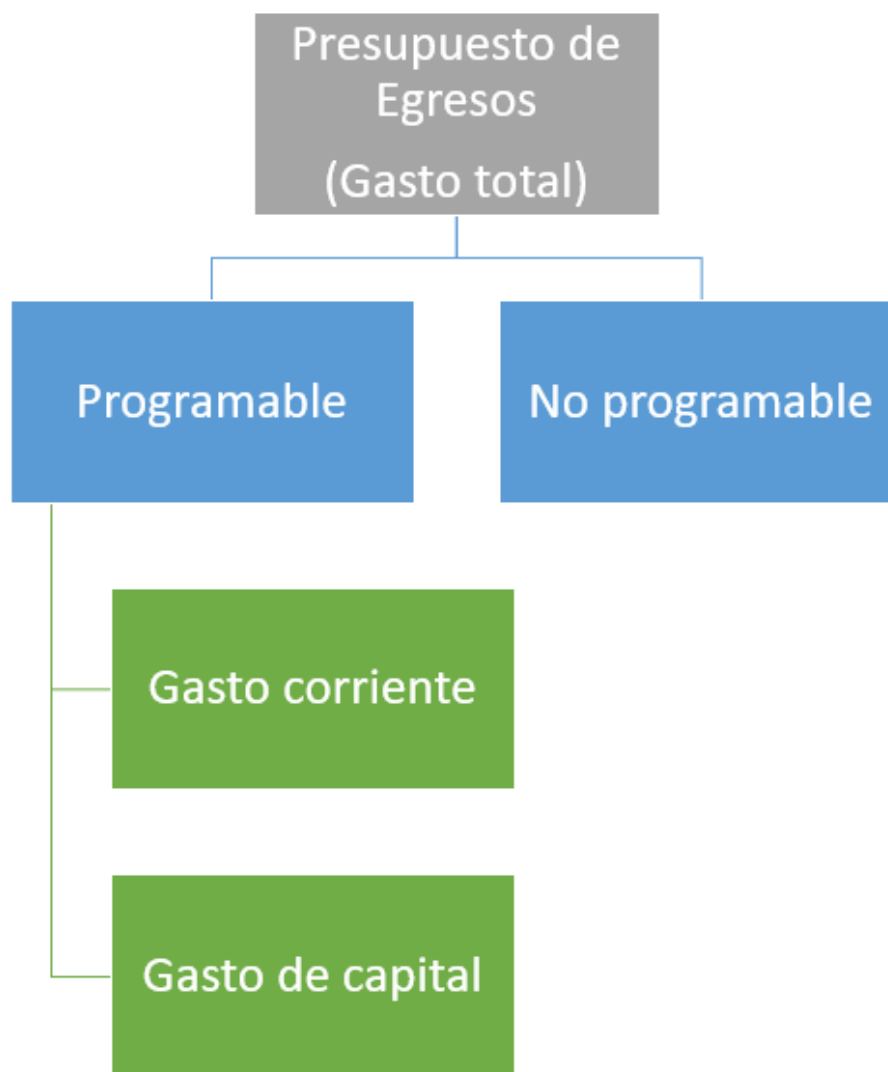 Presupuesto de
Egresos
(Gasto total)
Programable
No programable
Gasto corriente
Gasto de capital